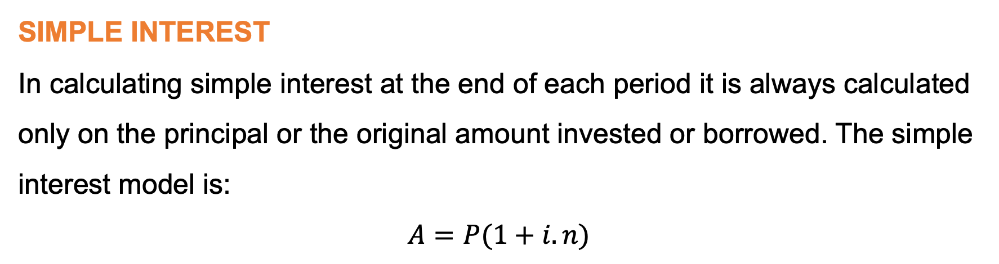 SIMPLE INTEREST
In calculating simple interest at the end of each period it is always calculated
only on the principal or the original amount invested or borrowed. The simple
interest model is:
A = P(1 + i.n)